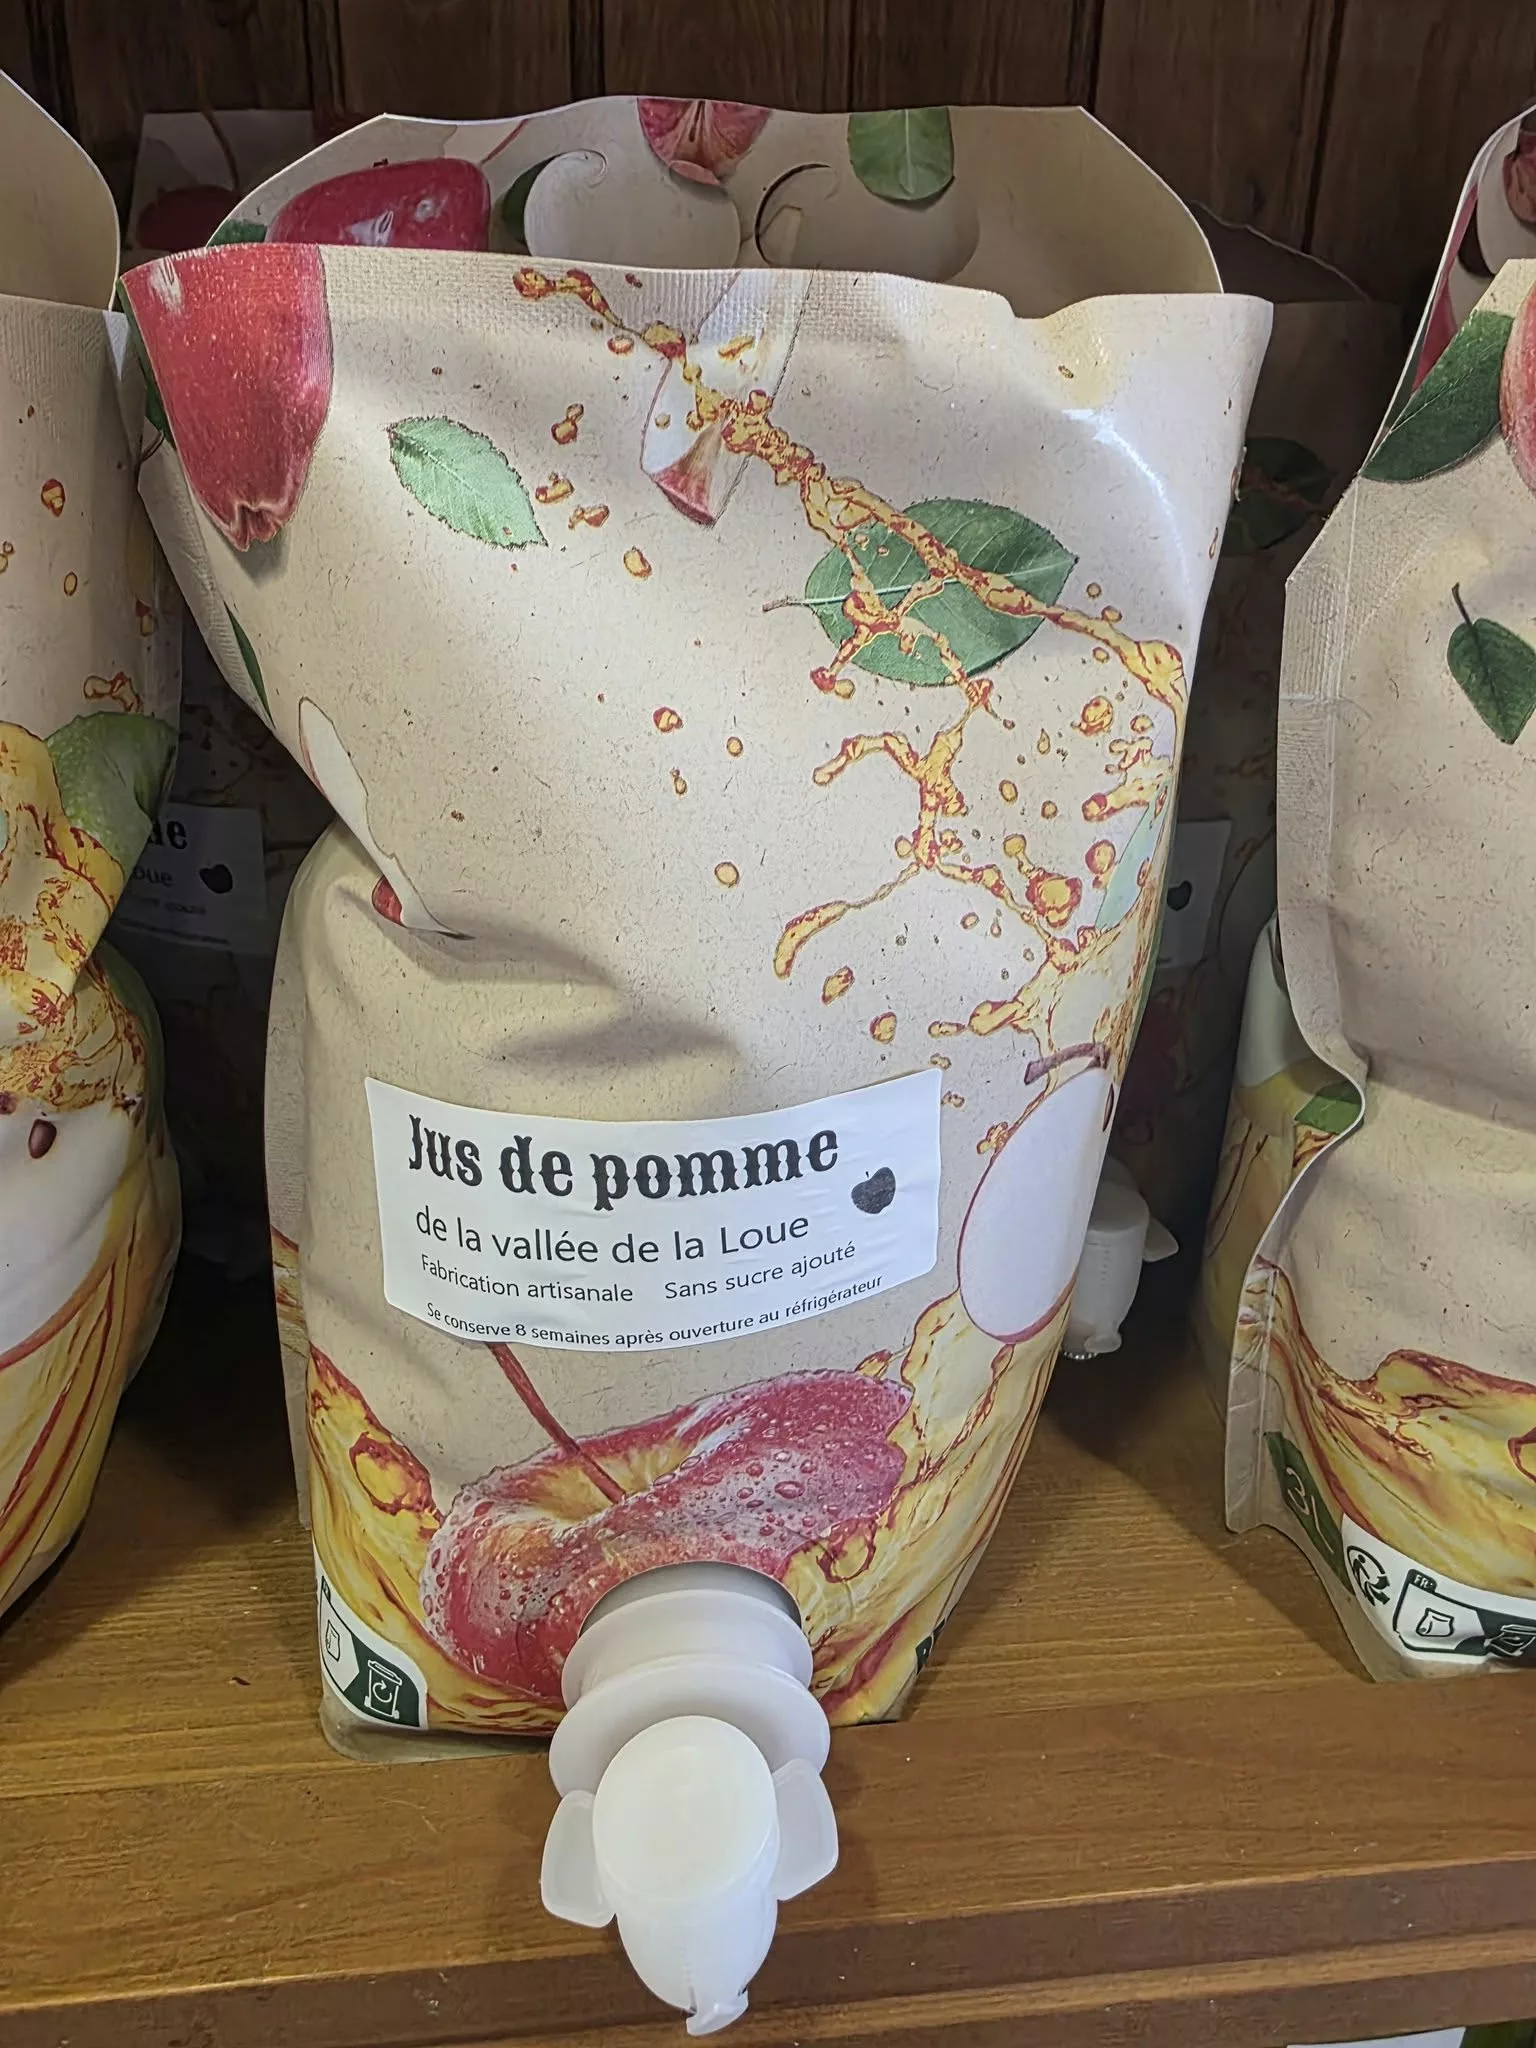 Jus de pomme
de la vallée de la Loue
Fabrication artisanale Sans sucre ajouté
Se conserve 8 semaines après ouverture au réfrigérateur
FR